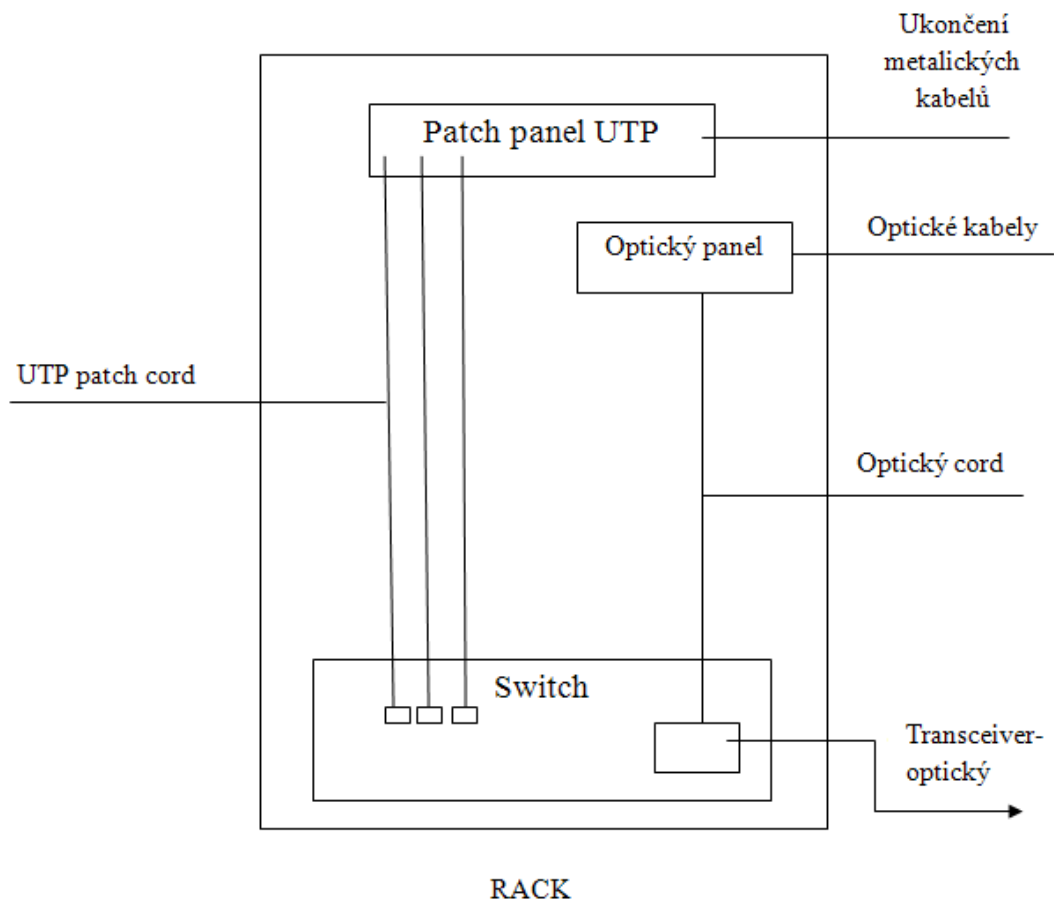 Ukončení
metalických
kabelů
Patch panel UTP
Optický panel
Optické kabely
UTP patch cord
Optický cord
Switch
Transceiver-
optický
RACK